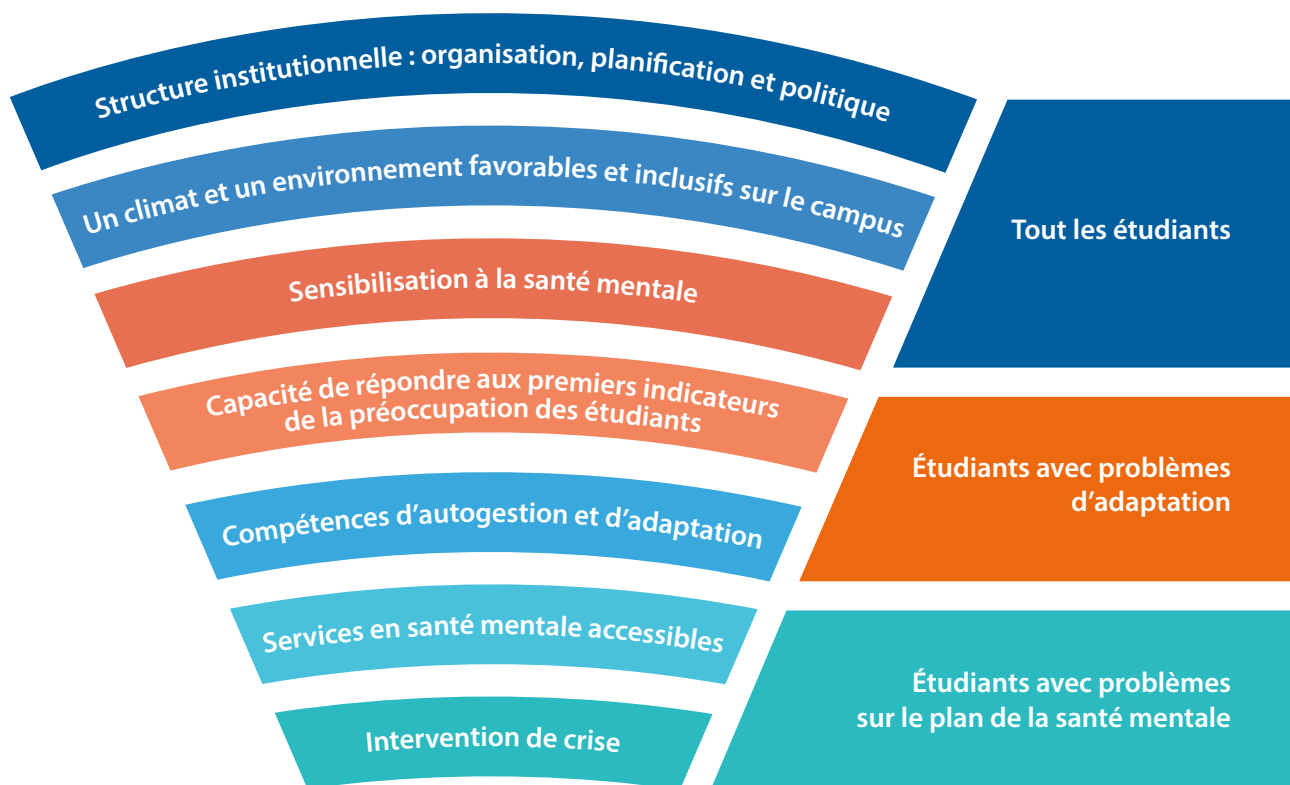 Structure institutionnelle : organisation, planification et politique
Un climat et un environnement favorables et inclusifs sur le campus
Sensibilisation à la santé mentale
Capacité de répondre aux premiers indicateurs
de la préoccupation des étudiants
Compétences d'autogestion et d'adaptation
Services en santé mentale accessibles
Intervention de crise
Tout les étudiants
Étudiants avec problèmes
d'adaptation
Étudiants avec problèmes
sur le plan de la santé mentale